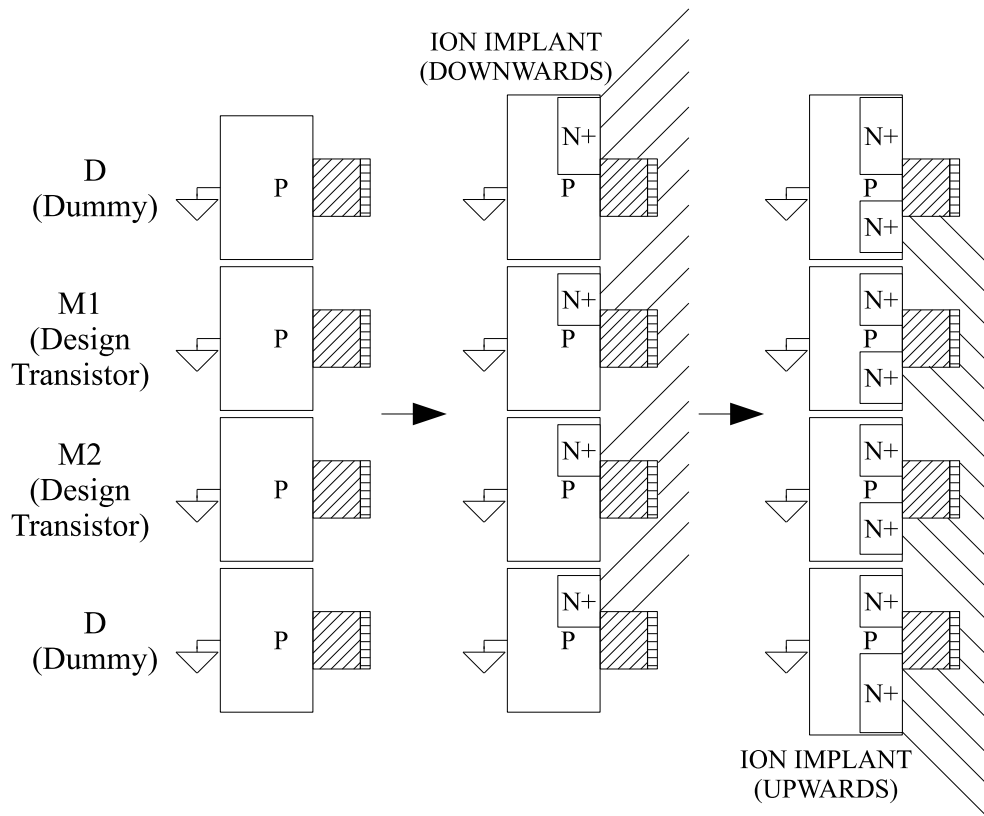 ION IMPLANT
(DOWNWARDS)
D
(Dummy)
P
N+
P
N+
P
N+
M1
(Design
Transistor)
P
N+
P
N+
P
N+
M2
(Design
Transistor)
P
N+
P
N+
P
N+
D
(Dummy)
P
N+
P
N+
P
N+
ION IMPLANT
(UPWARDS)